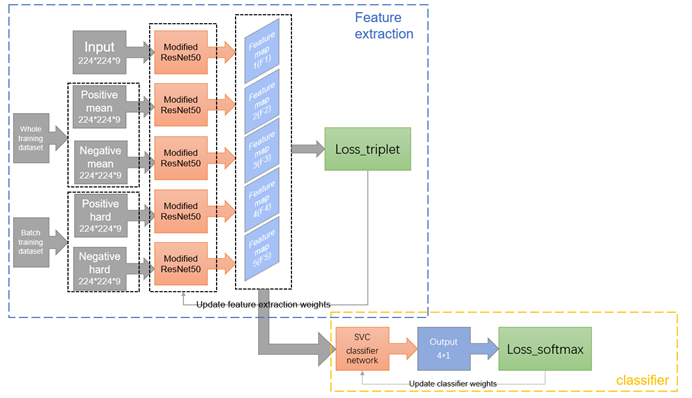 Feature
extraction
Input
224*224*9
Modified
ResNet50
Feature
map
1(F1)
Whole
training
dataset
Positive
mean
224*224*9
Modified
ResNet50
Feature
map
2(F2)
Negative
mean
224*224*9
Modified
ResNet50
Feature
map
3(F3)
Loss_triplet
Batch
training
dataset
Positive
hard
224*224*9
Modified
ResNet50
Feature
map
4(F4)
Negative
hard
224*224*9
Modified
ResNet50
Feature
map
5(F5)
Update feature extraction weights
SVC
classifier
network
Output
4*1
Loss_softmax
Update classifier weights
classifier